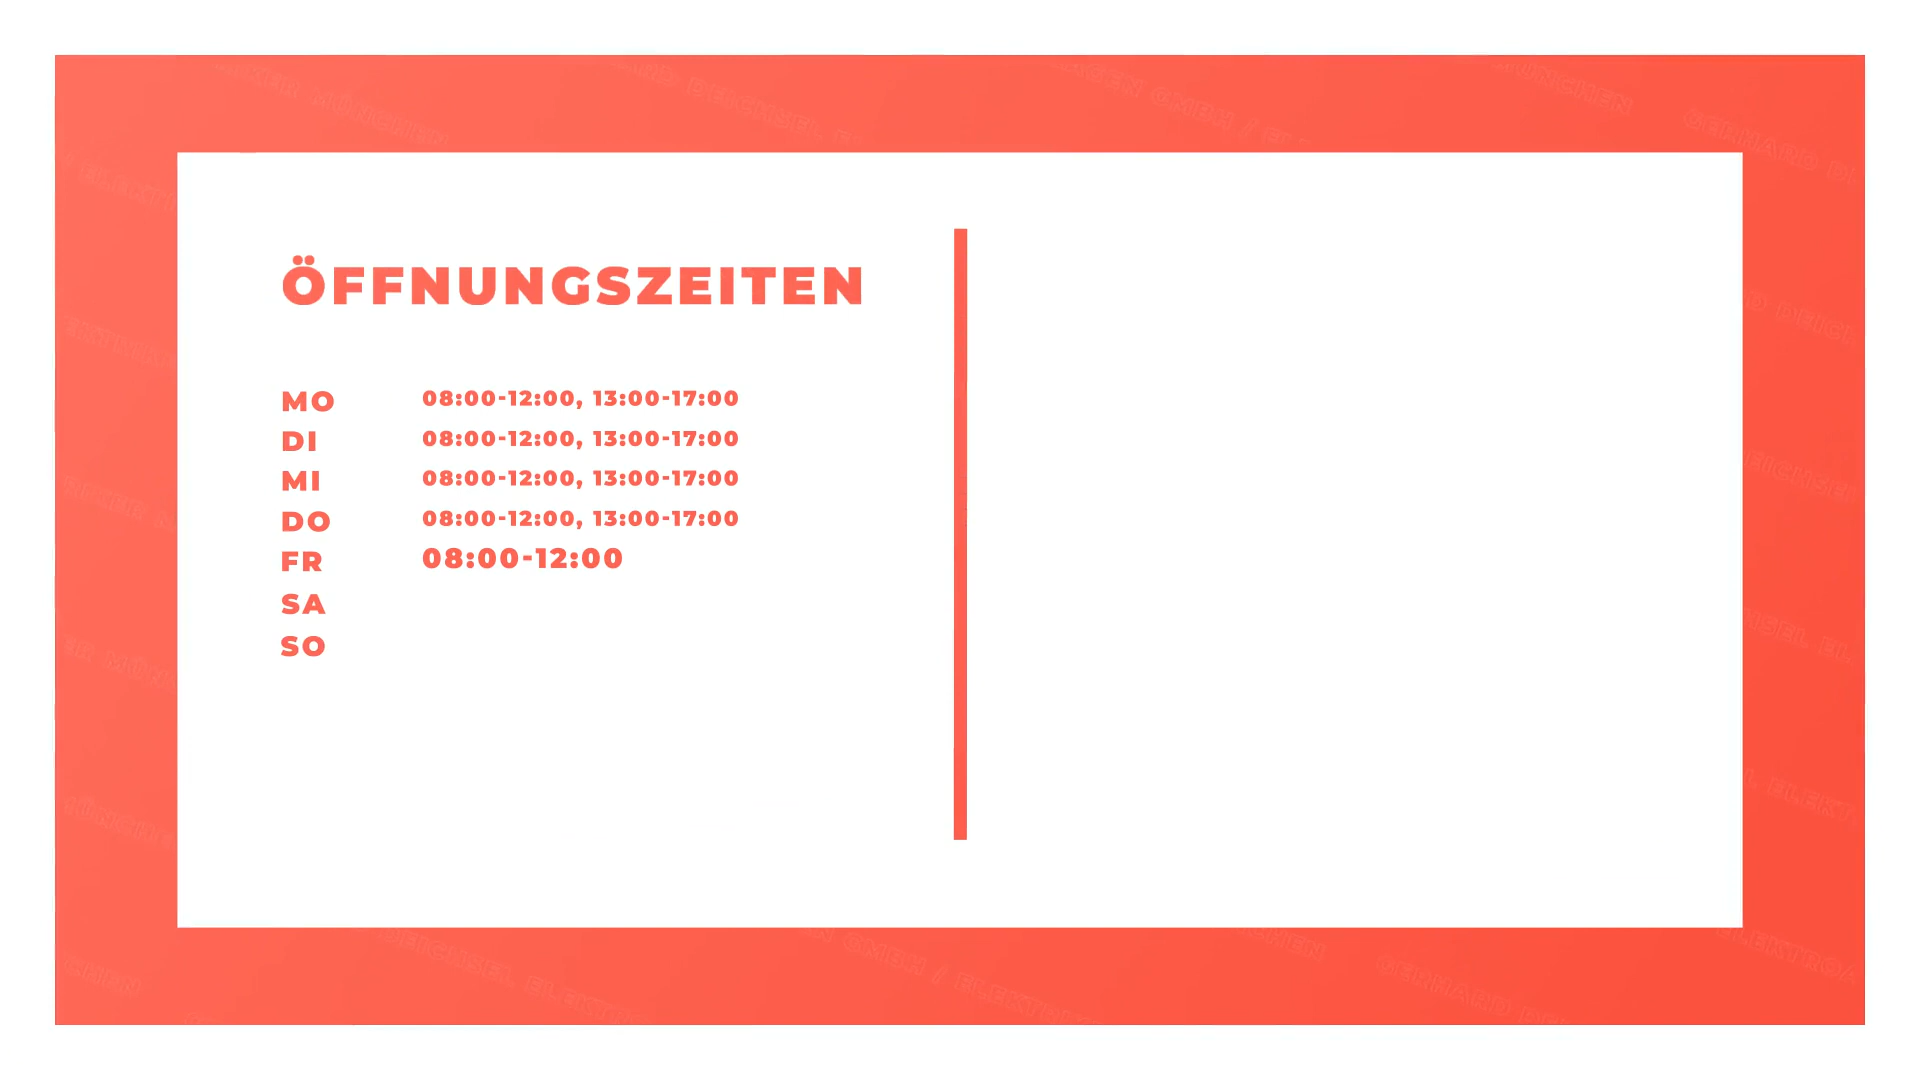 ÖFFNUNGSZEITEN
MO 08:00-12:00, 13:00-17:00
DI 08:00-12:00, 13:00-17:00
MI 08:00-12:00, 13:00-17:00
DO 08:00-12:00, 13:00-17:00
FR 08:00-12:00
SA
SO